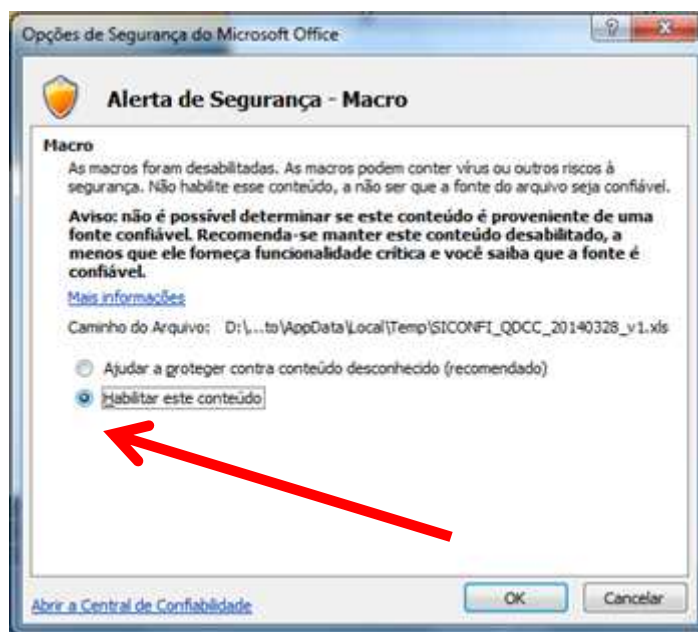 Opções de Segurança do Microsoft Office
Alerta de Segurança - Macro
Macro
As macros foram desabilitadas. As macros podem conter vírus ou outros riscos à
segurança. Não habilite esse conteúdo, a não ser que a fonte do arquivo seja confiável.
Aviso: não é possível determinar se este conteúdo é proveniente de uma
fonte confiável. Recomenda-se manter este conteúdo desabilitado, a
menos que ele forneça funcionalidade crítica e você saiba que a fonte é
confiável.
Mais informações
Caminho do Arquivo: D:\...to\AppData\Local\Temp\SICONFI_QDCC_20140328_v1.xls
Ajudar a proteger contra conteúdo desconhecido (recomendado)
Habilitar este conteúdo
Abrir a Central de Confiabilidade
OK
Cancelar